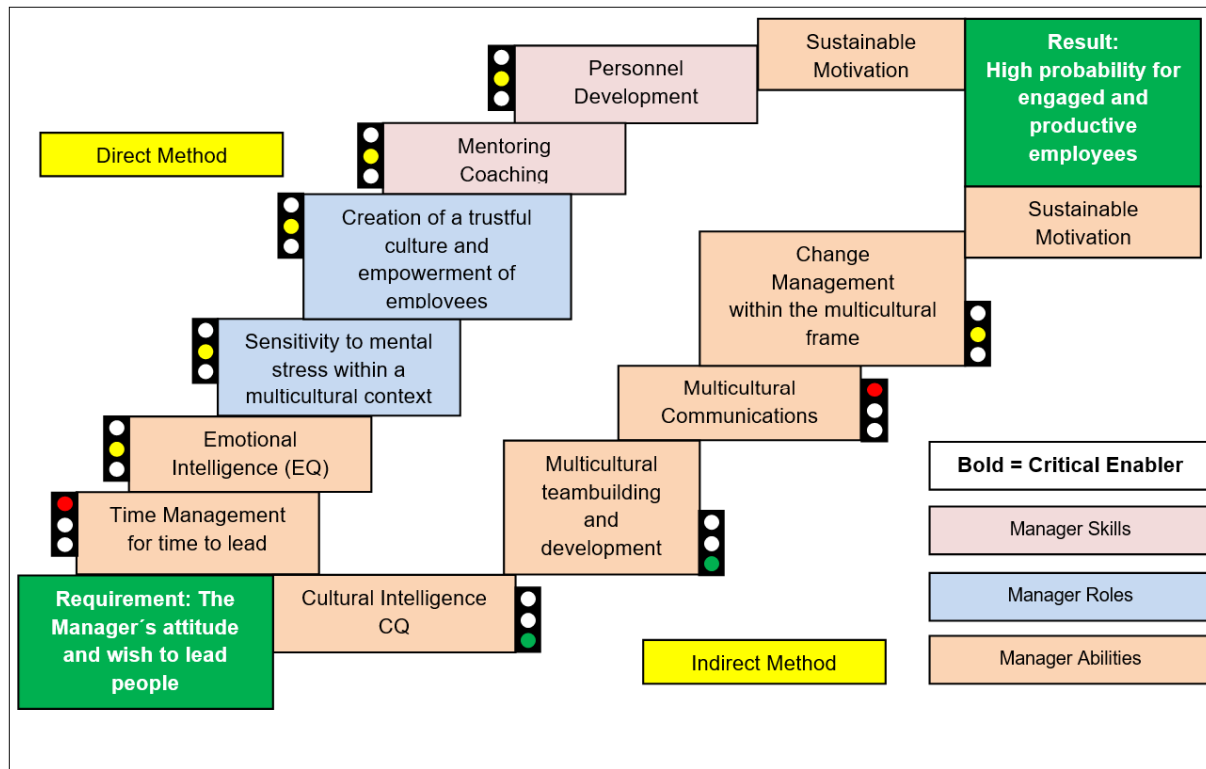 Sustainable
Motivation
Result:
High probability for
engaged and
productive
employees
Personnel
Development
Direct Method
Mentoring
Coaching
Sustainable
Motivation
Creation of a trustful
culture and
empowerment of
employees
Change
Management
within the multicultural
frame
Sensitivity to mental
stress within a
multicultural context
Multicultural
Communications
Emotional
Intelligence (EQ)
Multicultural
teambuilding
and
development
Bold = Critical Enabler
Time Management
for time to lead
Manager Skills
Requirement: The
Manager´s attitude
and wish to lead
people
Cultural Intelligence
CQ
Manager Roles
Indirect Method
Manager Abilities